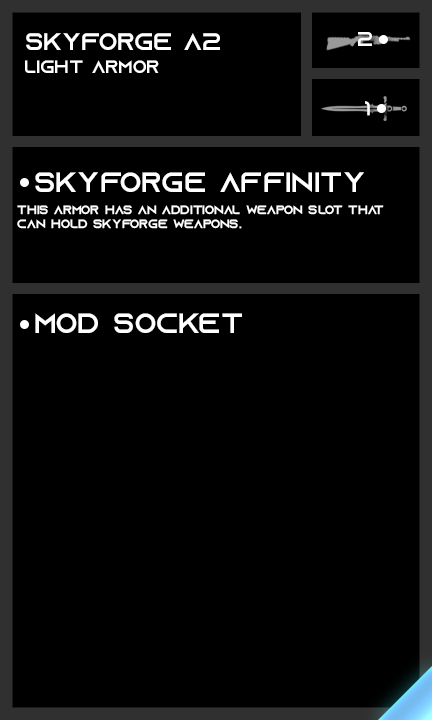 SKYFORGE A2
LIGHT ARMOR
2•
1•
•SKYFORGE AFFINITY
THIS ARMOR HAS AN ADDITIONAL WEAPON SLOT THAT
CAN HOLD SKYFORGE WEAPONS.
•MOD SOCKET